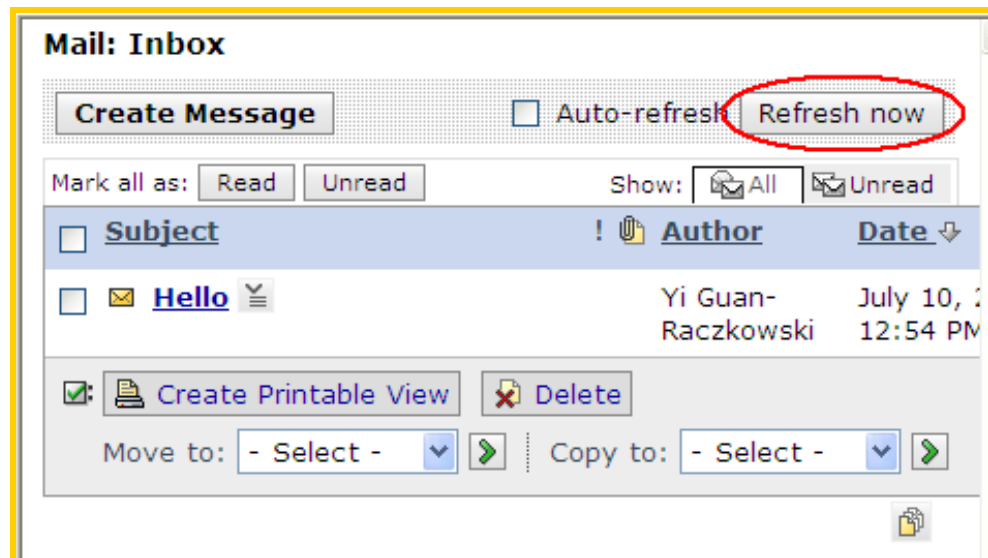 Mail: Inbox
Create Message Auto-refresh Refresh now
Mark all as: Read Unread Show: All Unread
Subject ! Author Date
Hello Yi Guan- July 10,
Raczkowski 12:54 PM
: Create Printable View Delete
Move to: - Select - Copy to: - Select -